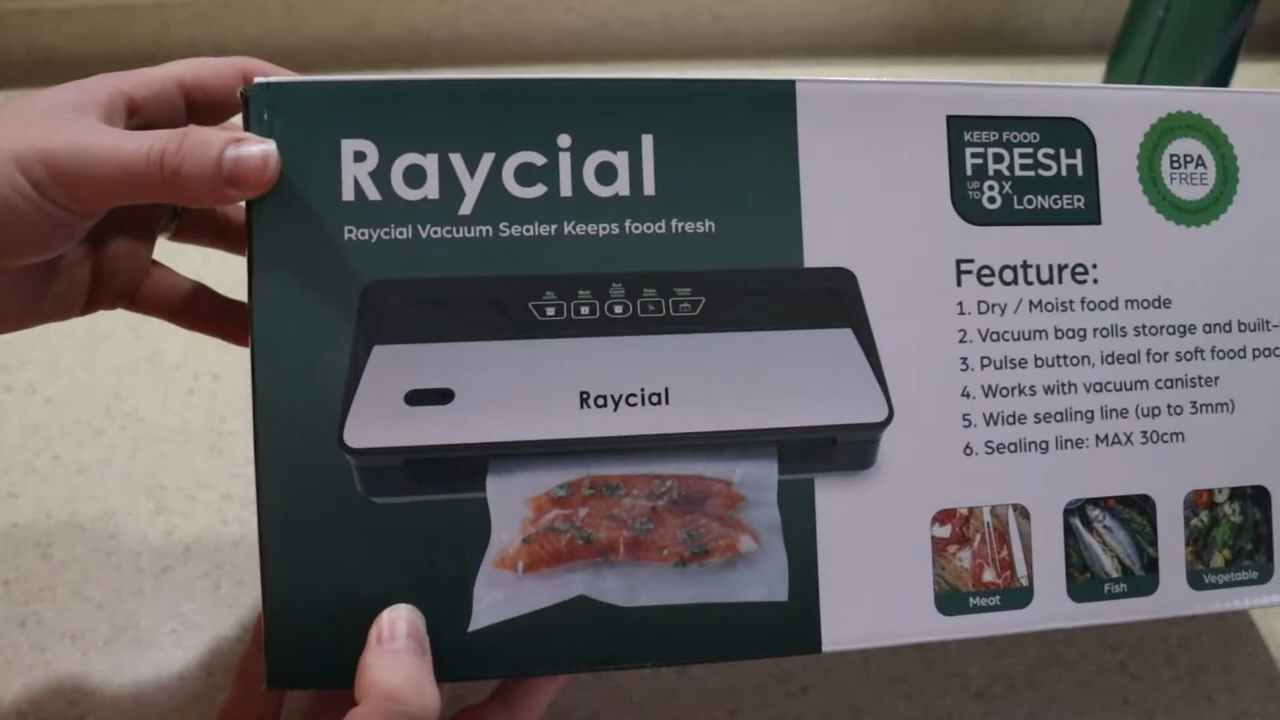 Raycial
Raycial Vacuum Sealer Keeps food fresh
Raycial
KEEP FOOD
FRESH
UP TO 8X LONGER
BPA
FREE
Feature:
1. Dry / Moist food mode
2. Vacuum bag rolls storage and built-
3. Pulse button, ideal for soft food pac
4. Works with vacuum canister
5. Wide sealing line (up to 3mm)
6. Sealing line: MAX 30cm
Meat
Fish
Vegetable